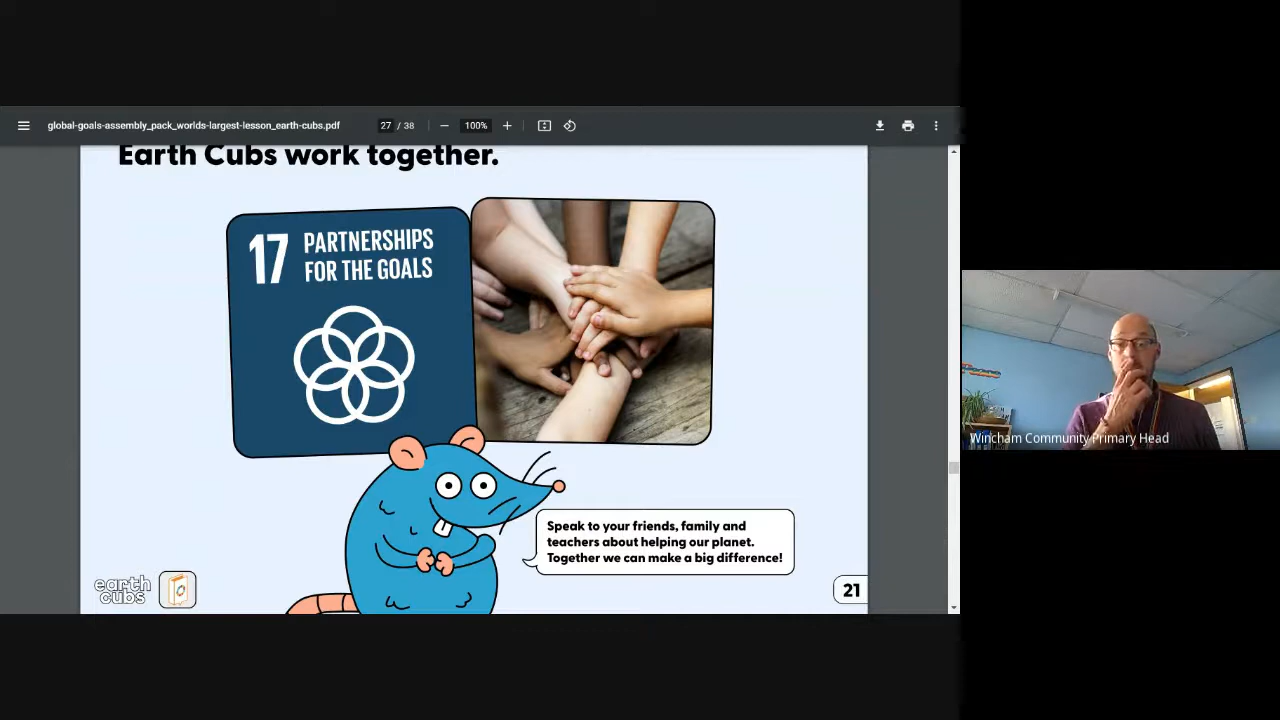 global-goals-assembly_pack_worlds-largest-lesson_earth-cubs.pdf
27 / 38
100%
Earth Cubs work together.
17 PARTNERSHIPS
FOR THE GOALS
Speak to your friends, family and
teachers about helping our planet.
Together we can make a big difference!
earth
cubs
21
Wincham Community Primary Head